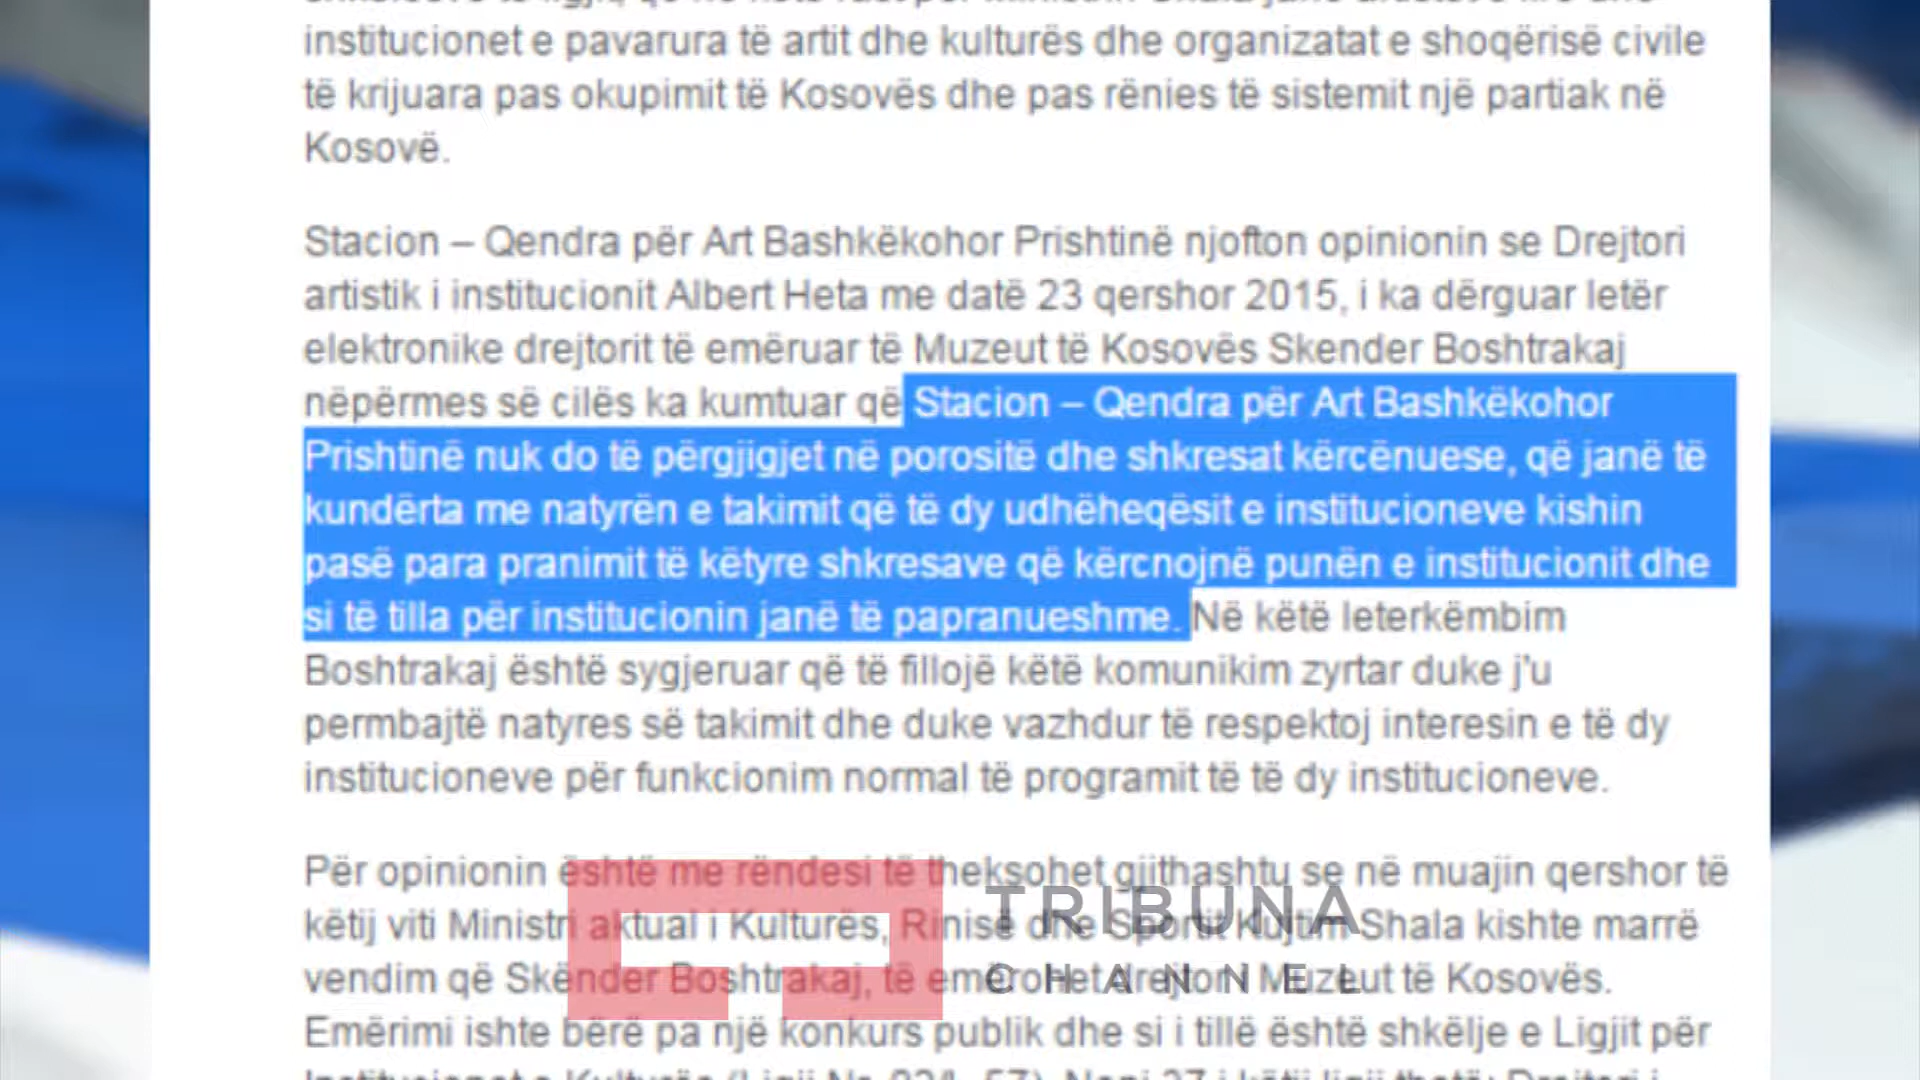 institucionet e pavarura të artit dhe kulturës dhe organizatat e shoqërisë civile
të krijuara pas okupimit të Kosovës dhe pas rënies të sistemit një partiak në
Kosovë.
Stacion – Qendra për Art Bashkëkohor Prishtinë njofton opinionin se Drejtori
artistik i institucionit Albert Heta me datë 23 qershor 2015, i ka dërguar letër
elektronike drejtorit të emëruar të Muzeut të Kosovës Skender Boshtrakaj
nëpërmes së cilës ka kumtuar që Stacion – Qendra për Art Bashkëkohor
Prishtinë nuk do të përgjigjet në porositë dhe shkresat kërcënuese, që janë të
kundërta me natyrën e takimit që të dy udhëheqësit e institucioneve kishin
pasë para pranimit të këtyre shkresave që kërcnojnë punën e institucionit dhe
si të tilla për institucionin janë të papranueshme. Në këtë leterkëmbim
Boshtrakaj është sygjeruar që të fillojë këtë komunikim zyrtar duke j'u
permbajtë natyres së takimit dhe duke vazhdur të respektoj interesin e të dy
institucioneve për funkcionim normal të programit të të dy institucioneve.
Për opinionin është me rëndesi të theksohet gjithashtu se në muajin qershor të
këtij viti Ministri aktual i Kulturës, Rinisë dhe Sportit Kujtim Shala kishte marrë
vendim që Skënder Boshtrakaj, të emërohet drejtori i Muzeut të Kosovës.
Emërimi ishte bërë pa një konkurs publik dhe si i tillë është shkëlje e Ligjit për
TRIBUNA
CHANNEL